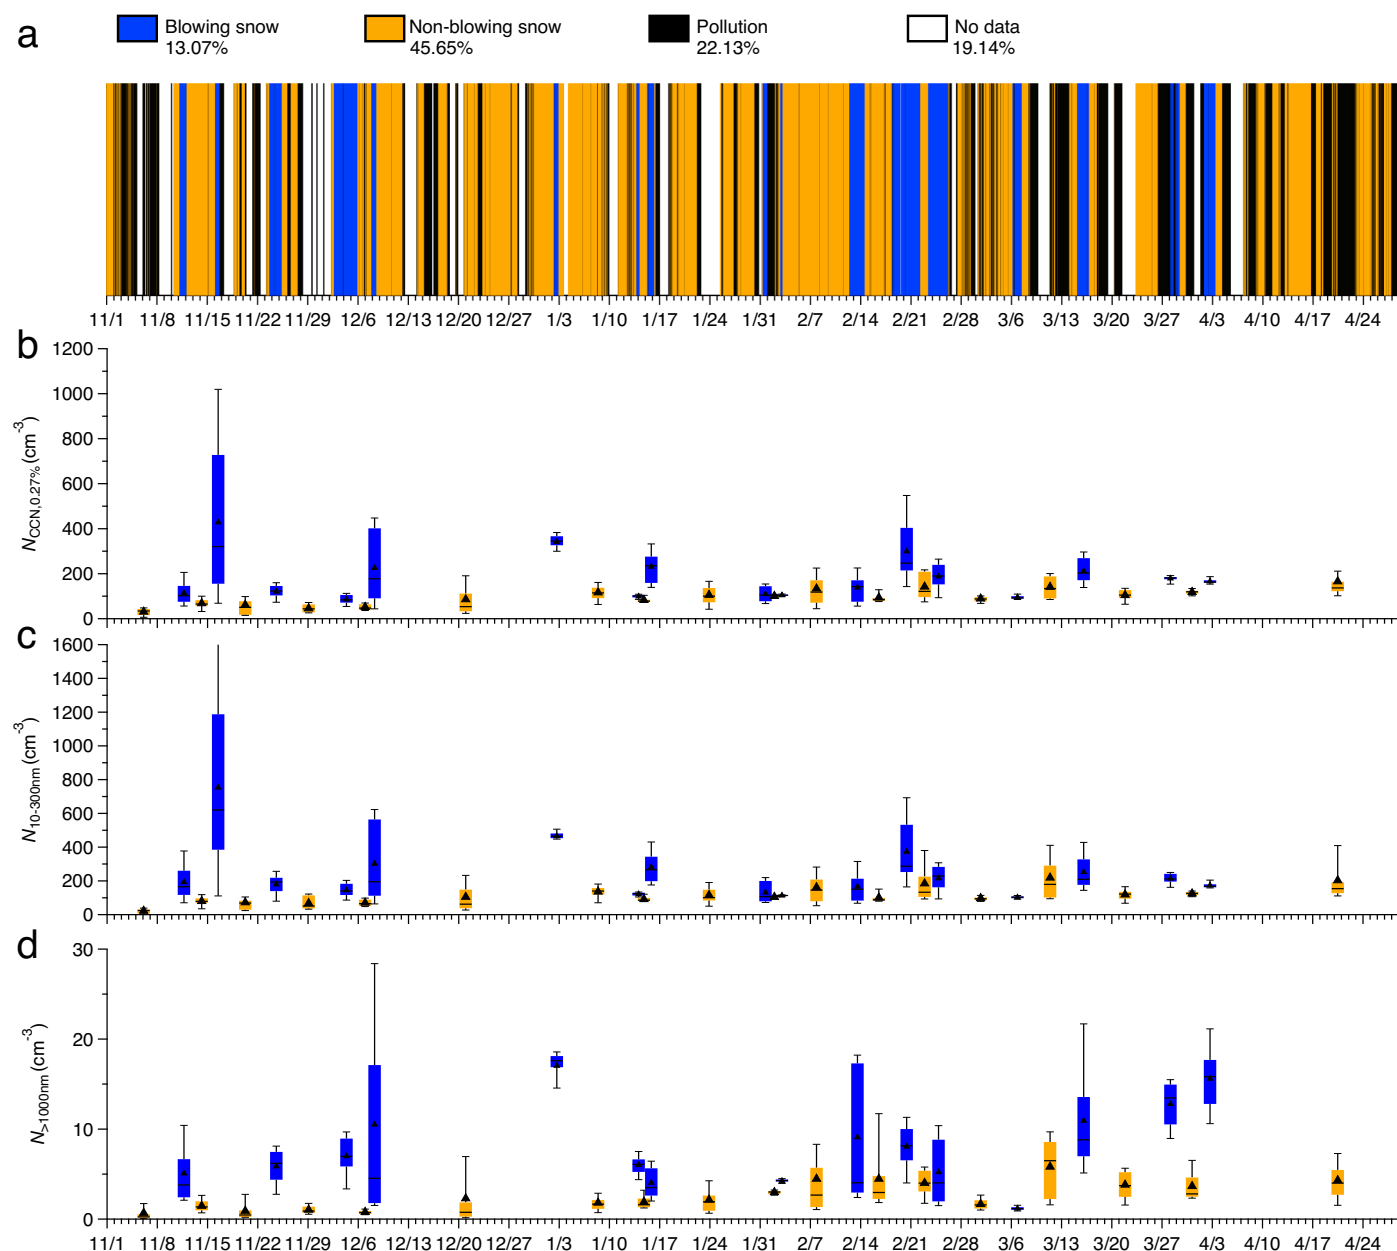 a
Blowing snow
13.07%
Non-blowing snow
45.65%
Pollution
22.13%
No data
19.14%
11/1 11/8 11/15 11/22 11/29 12/6 12/13 12/20 12/27 1/3 1/10 1/17 1/24 1/31 2/7 2/14 2/21 2/28 3/6 3/13 3/20 3/27 4/3 4/10 4/17 4/24
b
1200
1000
800
600
400
200
0
N_CCN,0.27% (cm⁻³)
c
1600
1400
1200
1000
800
600
400
200
0
N_10-300nm (cm⁻³)
d
30
20
10
0
N_>1000nm (cm⁻³)
11/1 11/8 11/15 11/22 11/29 12/6 12/13 12/20 12/27 1/3 1/10 1/17 1/24 1/31 2/7 2/14 2/21 2/28 3/6 3/13 3/20 3/27 4/3 4/10 4/17 4/24